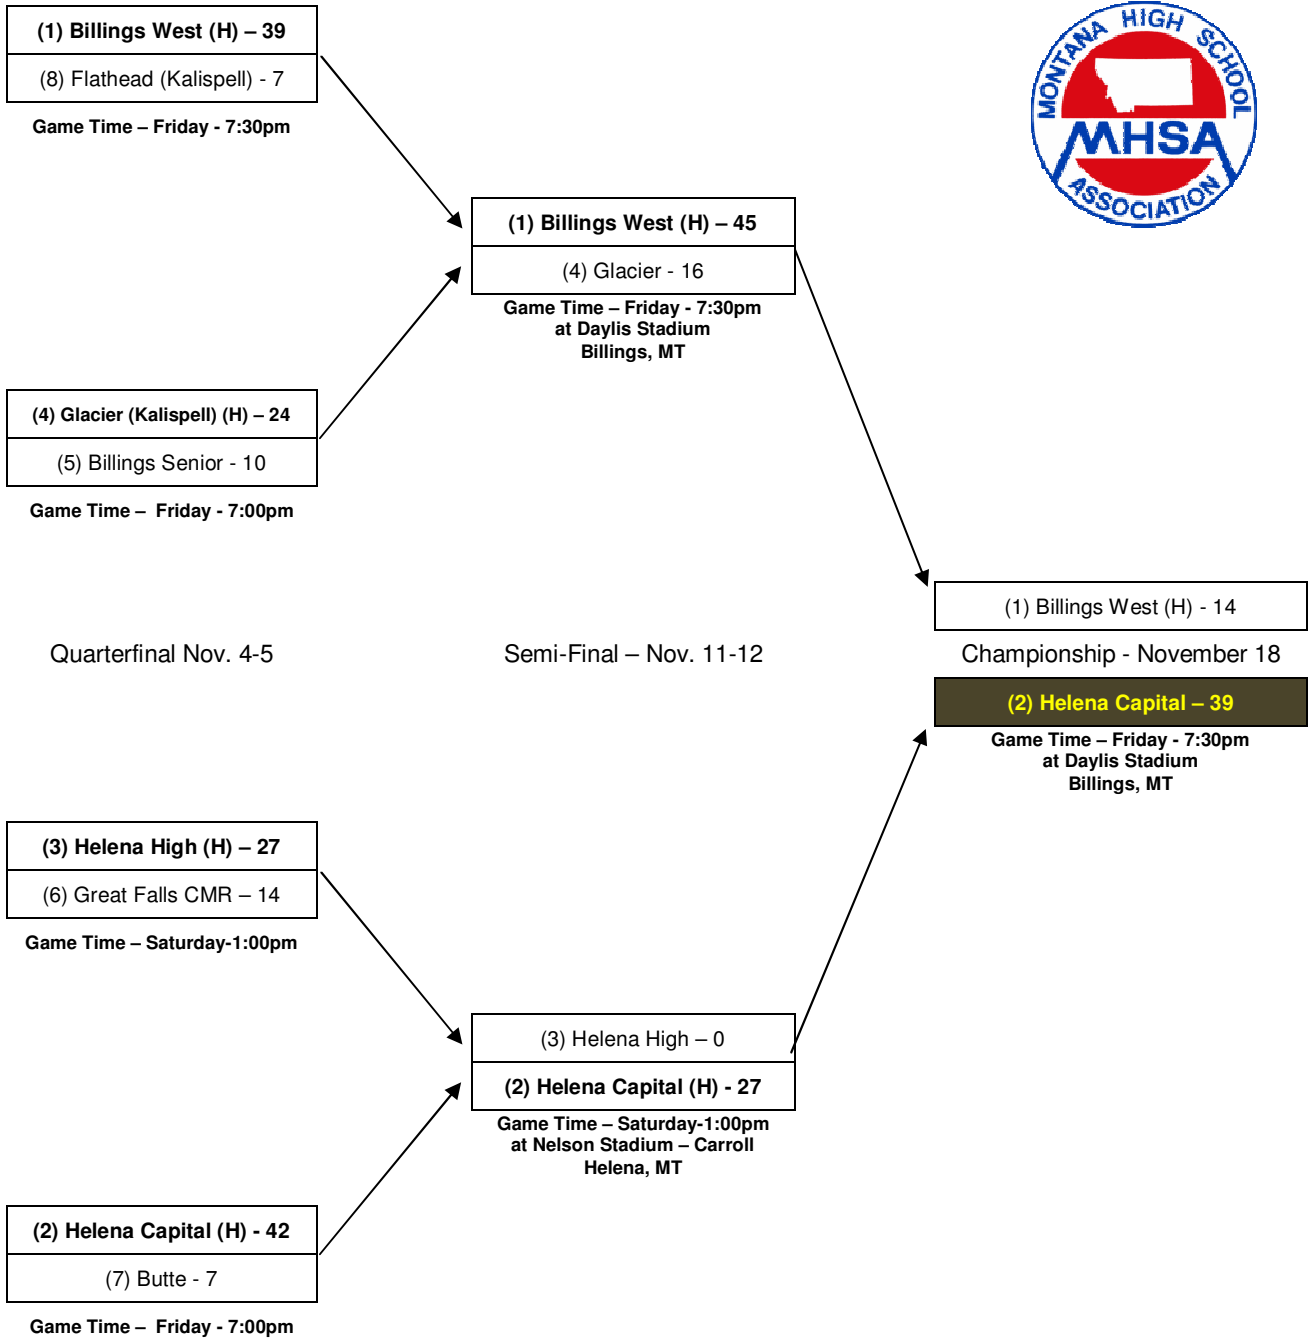 (1) Billings West (H) – 39
(8) Flathead (Kalispell) - 7
Game Time – Friday - 7:30pm
MONTANA HIGH SCHOOL
MHSA
ASSOCIATION
(1) Billings West (H) – 45
(4) Glacier - 16
Game Time – Friday - 7:30pm
at Daylis Stadium
Billings, MT
(4) Glacier (Kalispell) (H) – 24
(5) Billings Senior - 10
Game Time – Friday - 7:00pm
(1) Billings West (H) - 14
Quarterfinal Nov. 4-5
Semi-Final – Nov. 11-12
Championship - November 18
(2) Helena Capital – 39
Game Time – Friday - 7:30pm
at Daylis Stadium
Billings, MT
(3) Helena High (H) – 27
(6) Great Falls CMR – 14
Game Time – Saturday-1:00pm
(3) Helena High – 0
(2) Helena Capital (H) - 27
Game Time – Saturday-1:00pm
at Nelson Stadium – Carroll
Helena, MT
(2) Helena Capital (H) - 42
(7) Butte - 7
Game Time – Friday - 7:00pm